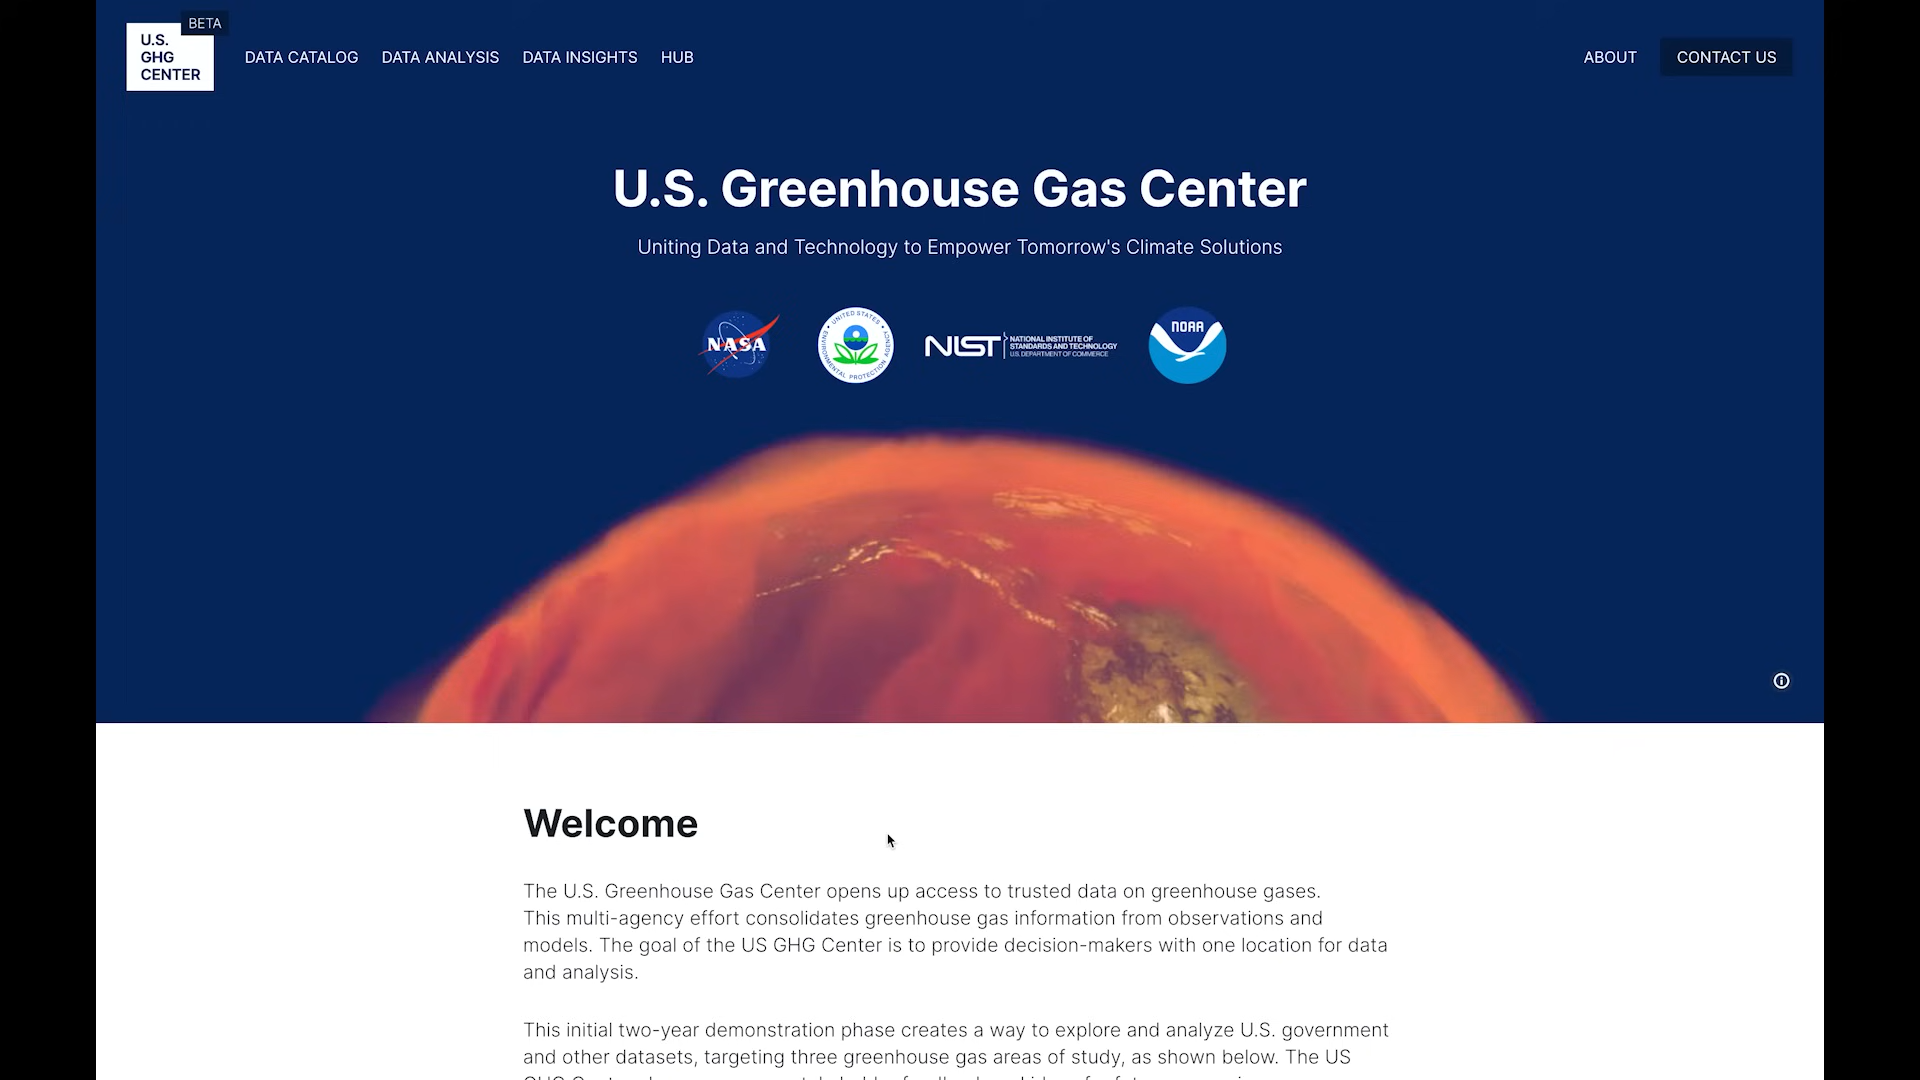 BETA
U.S.
GHG
CENTER
DATA CATALOG
DATA ANALYSIS
DATA INSIGHTS
HUB
ABOUT
CONTACT US
U.S. Greenhouse Gas Center
Uniting Data and Technology to Empower Tomorrow's Climate Solutions
NASA
UNITED STATES
ENVIRONMENTAL PROTECTION AGENCY
NIST
NATIONAL INSTITUTE OF
STANDARDS AND TECHNOLOGY
U.S. DEPARTMENT OF COMMERCE
NOAA
Welcome
The U.S. Greenhouse Gas Center opens up access to trusted data on greenhouse gases.
This multi-agency effort consolidates greenhouse gas information from observations and
models. The goal of the US GHG Center is to provide decision-makers with one location for data
and analysis.
This initial two-year demonstration phase creates a way to explore and analyze U.S. government
and other datasets, targeting three greenhouse gas areas of study, as shown below. The US